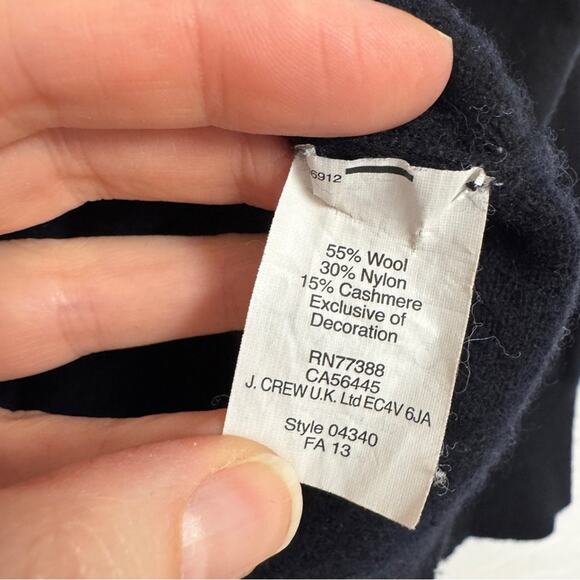 6912
55% Wool
30% Nylon
15% Cashmere
Exclusive of
Decoration
RN77388
CA56445
J. CREW U.K. Ltd EC4V 6JA
Style 04340
FA 13